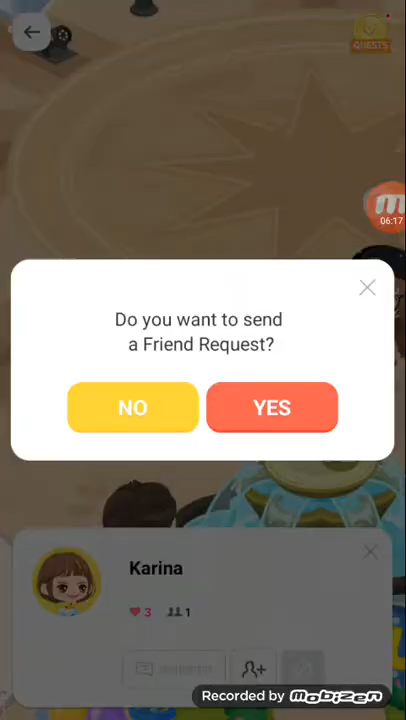 QUESTS
06:17
Do you want to send
a Friend Request?
NO
YES
Karina
3
1
Recorded by MOBIZEN